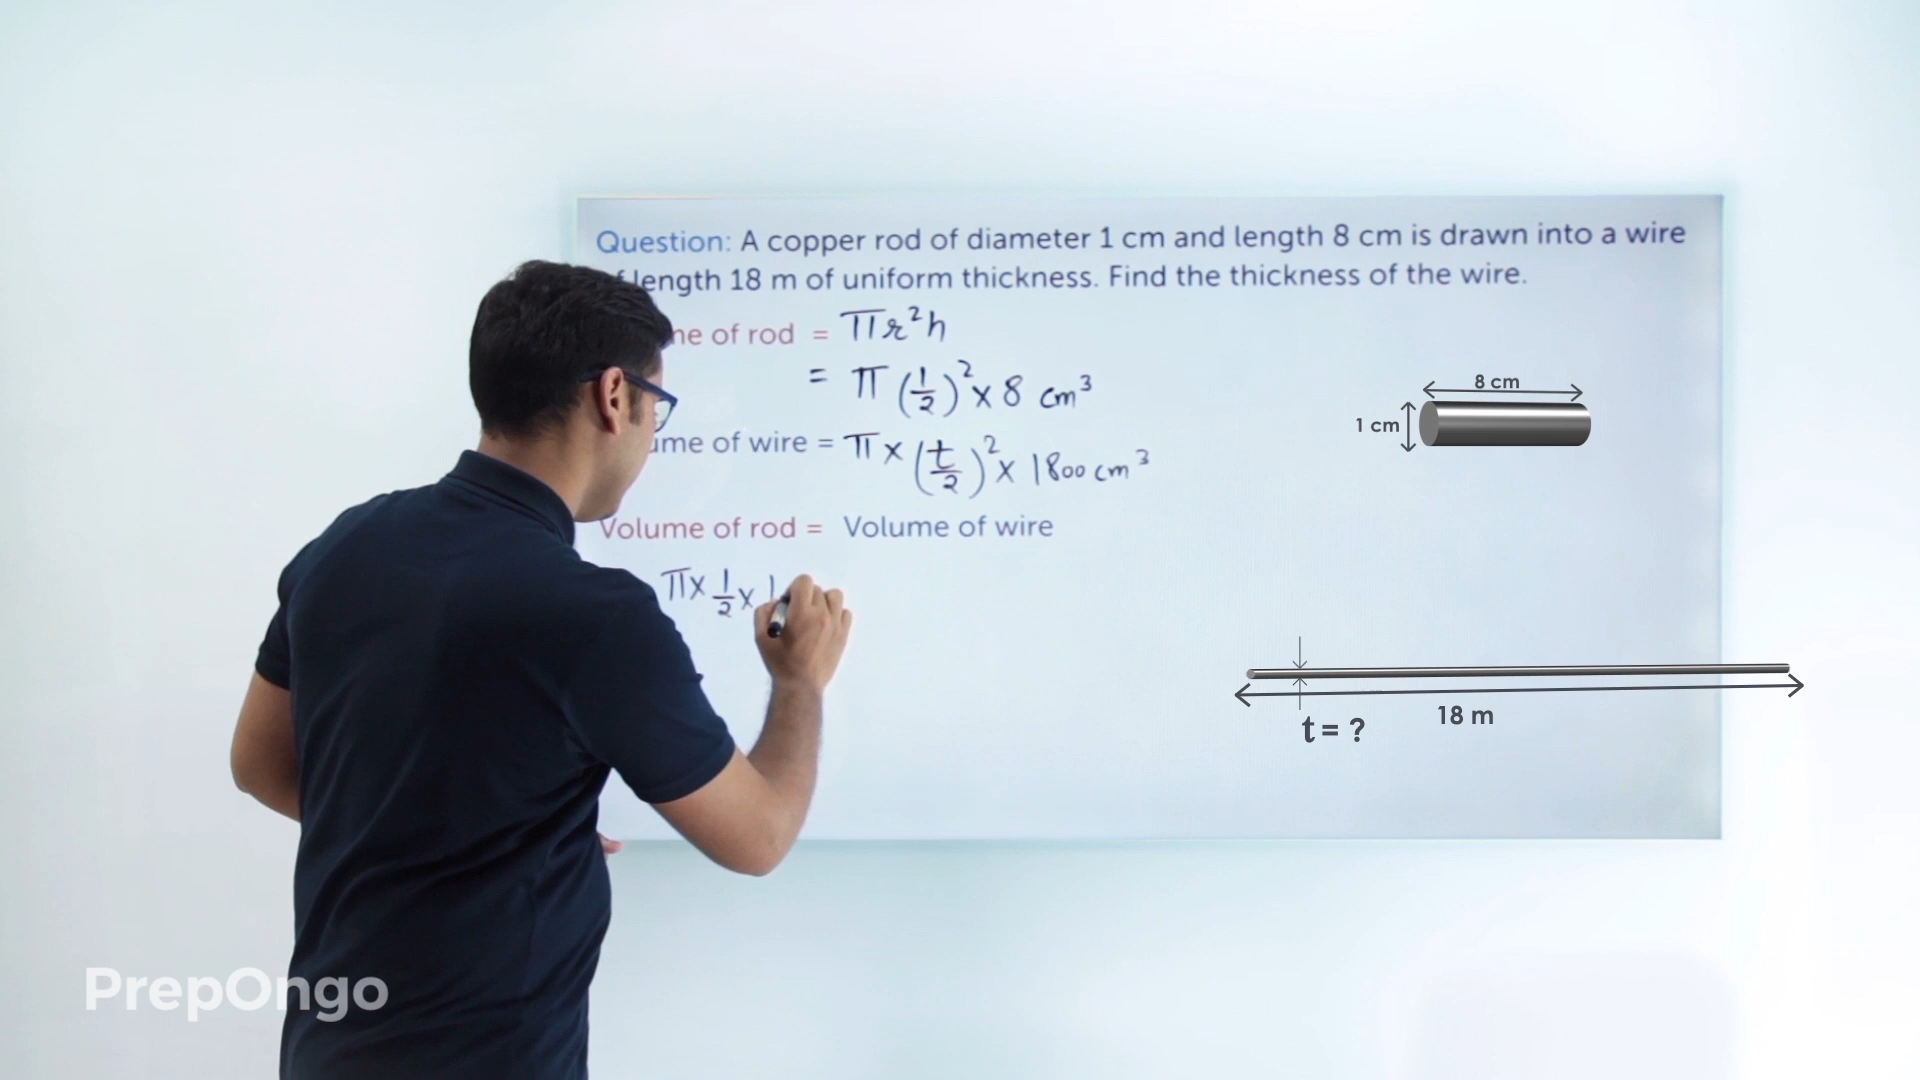 Question: A copper rod of diameter 1 cm and length 8 cm is drawn into a wire
length 18 m of uniform thickness. Find the thickness of the wire.
of rod = πr²h
= π (1/2)² x 8 cm³
8 cm
1 cm
of wire = π x (t/2)² x 1800 cm³
Volume of rod = Volume of wire
π x 1/2 x 1
18 m
t = ?
PrepOngo